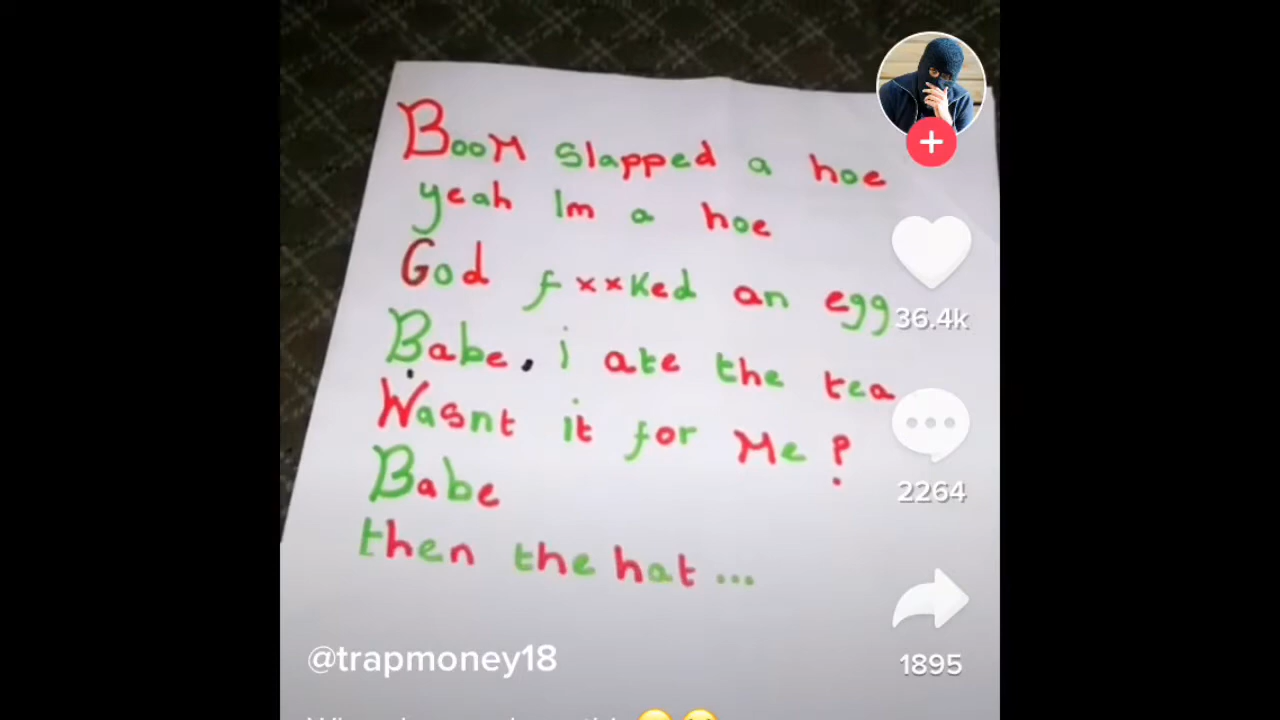 BooM slapped a hoe
yeah Im a hoe
God fxxKed an egg
Babe, i ate the tea
Wasnt it for Me?
Babe
then the hat...
36.4k
2264
1895
@trapmoney18